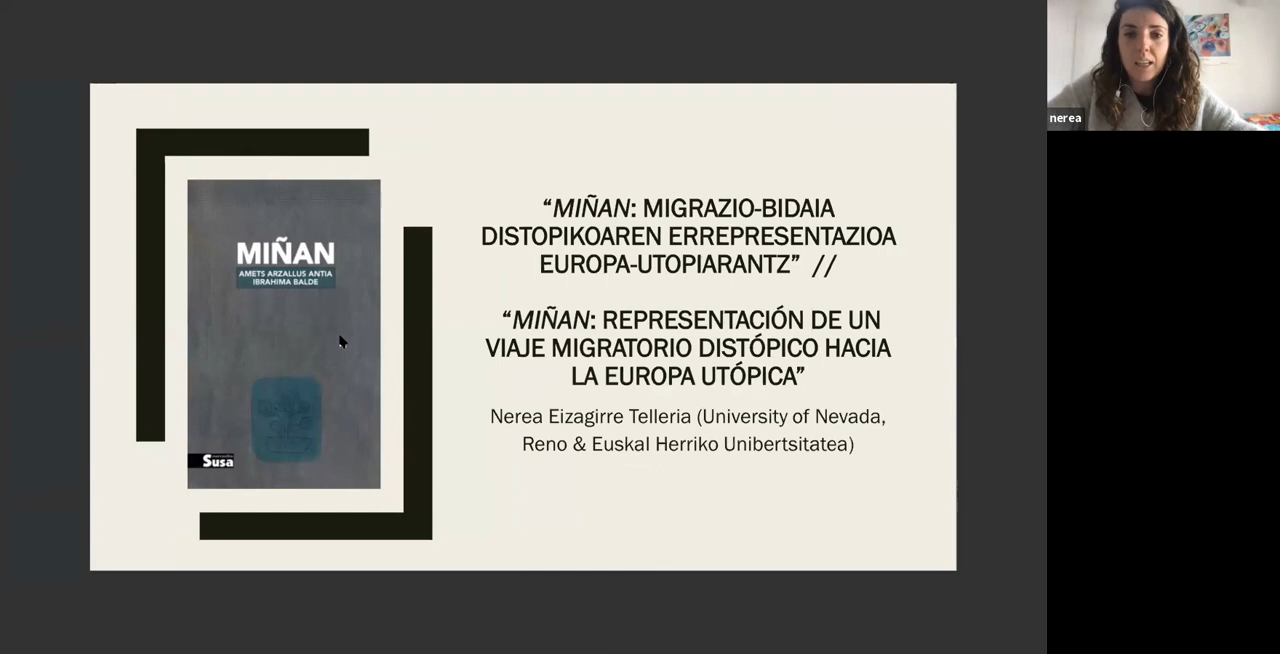 MIÑAN
AMETS ARZALLUS ANTIA
IBRAHIMA BALDE
Susa
“MIÑAN: MIGRAZIO-BIDAIA
DISTOPIKOAREN ERREPRESENTAZIOA
EUROPA-UTOPIARANTZ” //
“MIÑAN: REPRESENTACIÓN DE UN
VIAJE MIGRATORIO DISTÓPICO HACIA
LA EUROPA UTÓPICA”
Nerea Eizagirre Telleria (University of Nevada,
Reno & Euskal Herriko Unibertsitatea)
nerea